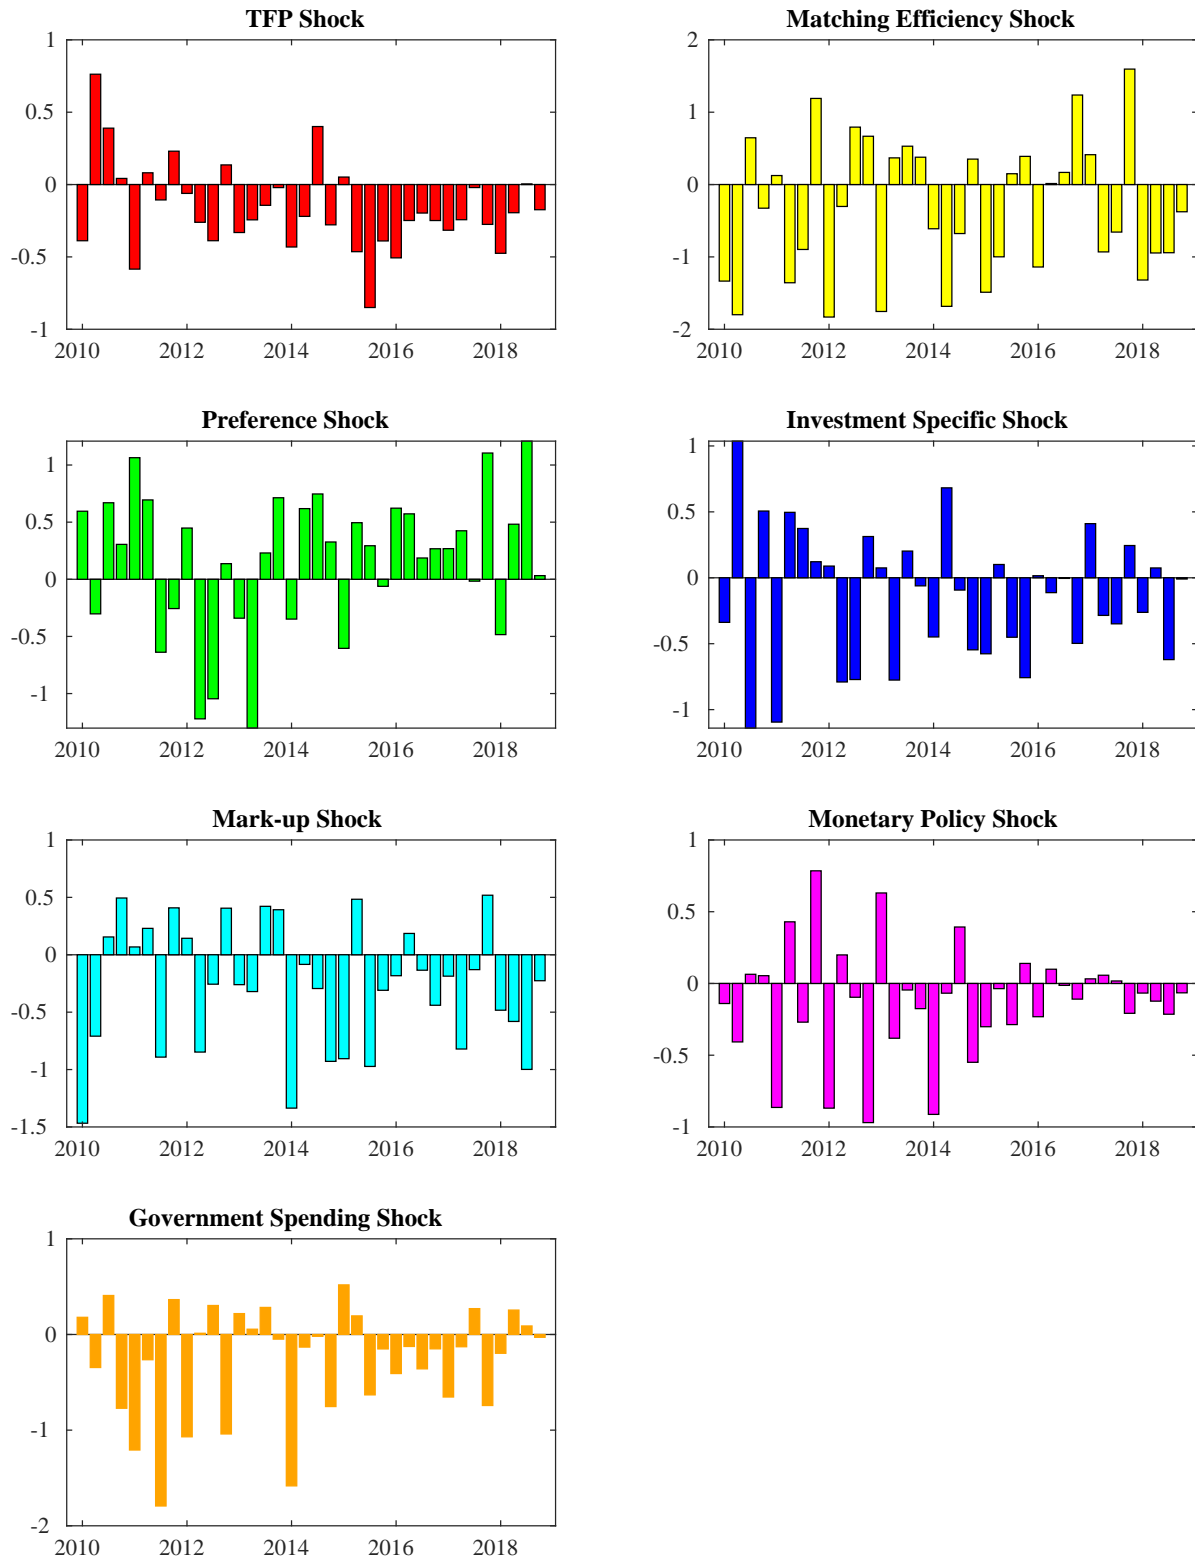 TFP Shock
1
0.5
0
-0.5
-1
2010 2012 2014 2016 2018
Matching Efficiency Shock
2
1
0
-1
-2
2010 2012 2014 2016 2018
Preference Shock
1
0.5
0
-0.5
-1
2010 2012 2014 2016 2018
Investment Specific Shock
1
0.5
0
-0.5
-1
2010 2012 2014 2016 2018
Mark-up Shock
1
0.5
0
-0.5
-1
-1.5
2010 2012 2014 2016 2018
Monetary Policy Shock
1
0.5
0
-0.5
-1
2010 2012 2014 2016 2018
Government Spending Shock
1
0
-1
-2
2010 2012 2014 2016 2018